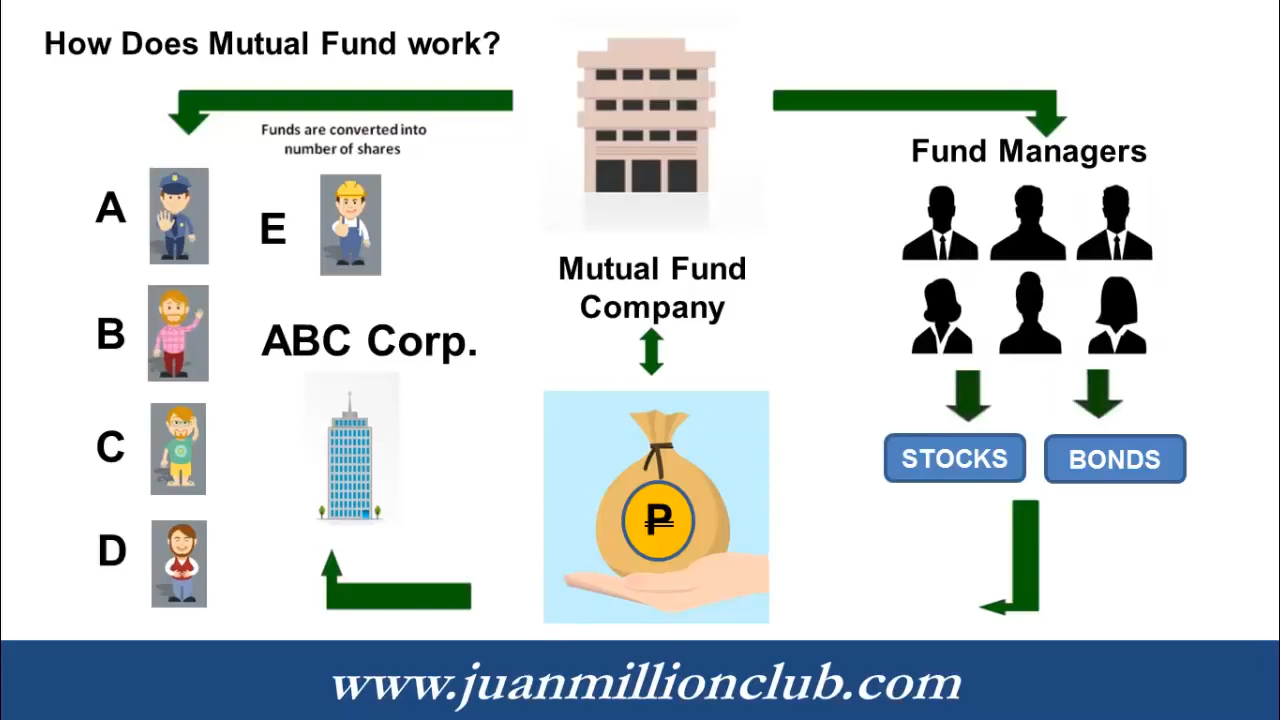 How Does Mutual Fund work?
Funds are converted into
number of shares
A
E
B
C
D
ABC Corp.
Mutual Fund
Company
₱
Fund Managers
STOCKS
BONDS
www.juanmillionclub.com